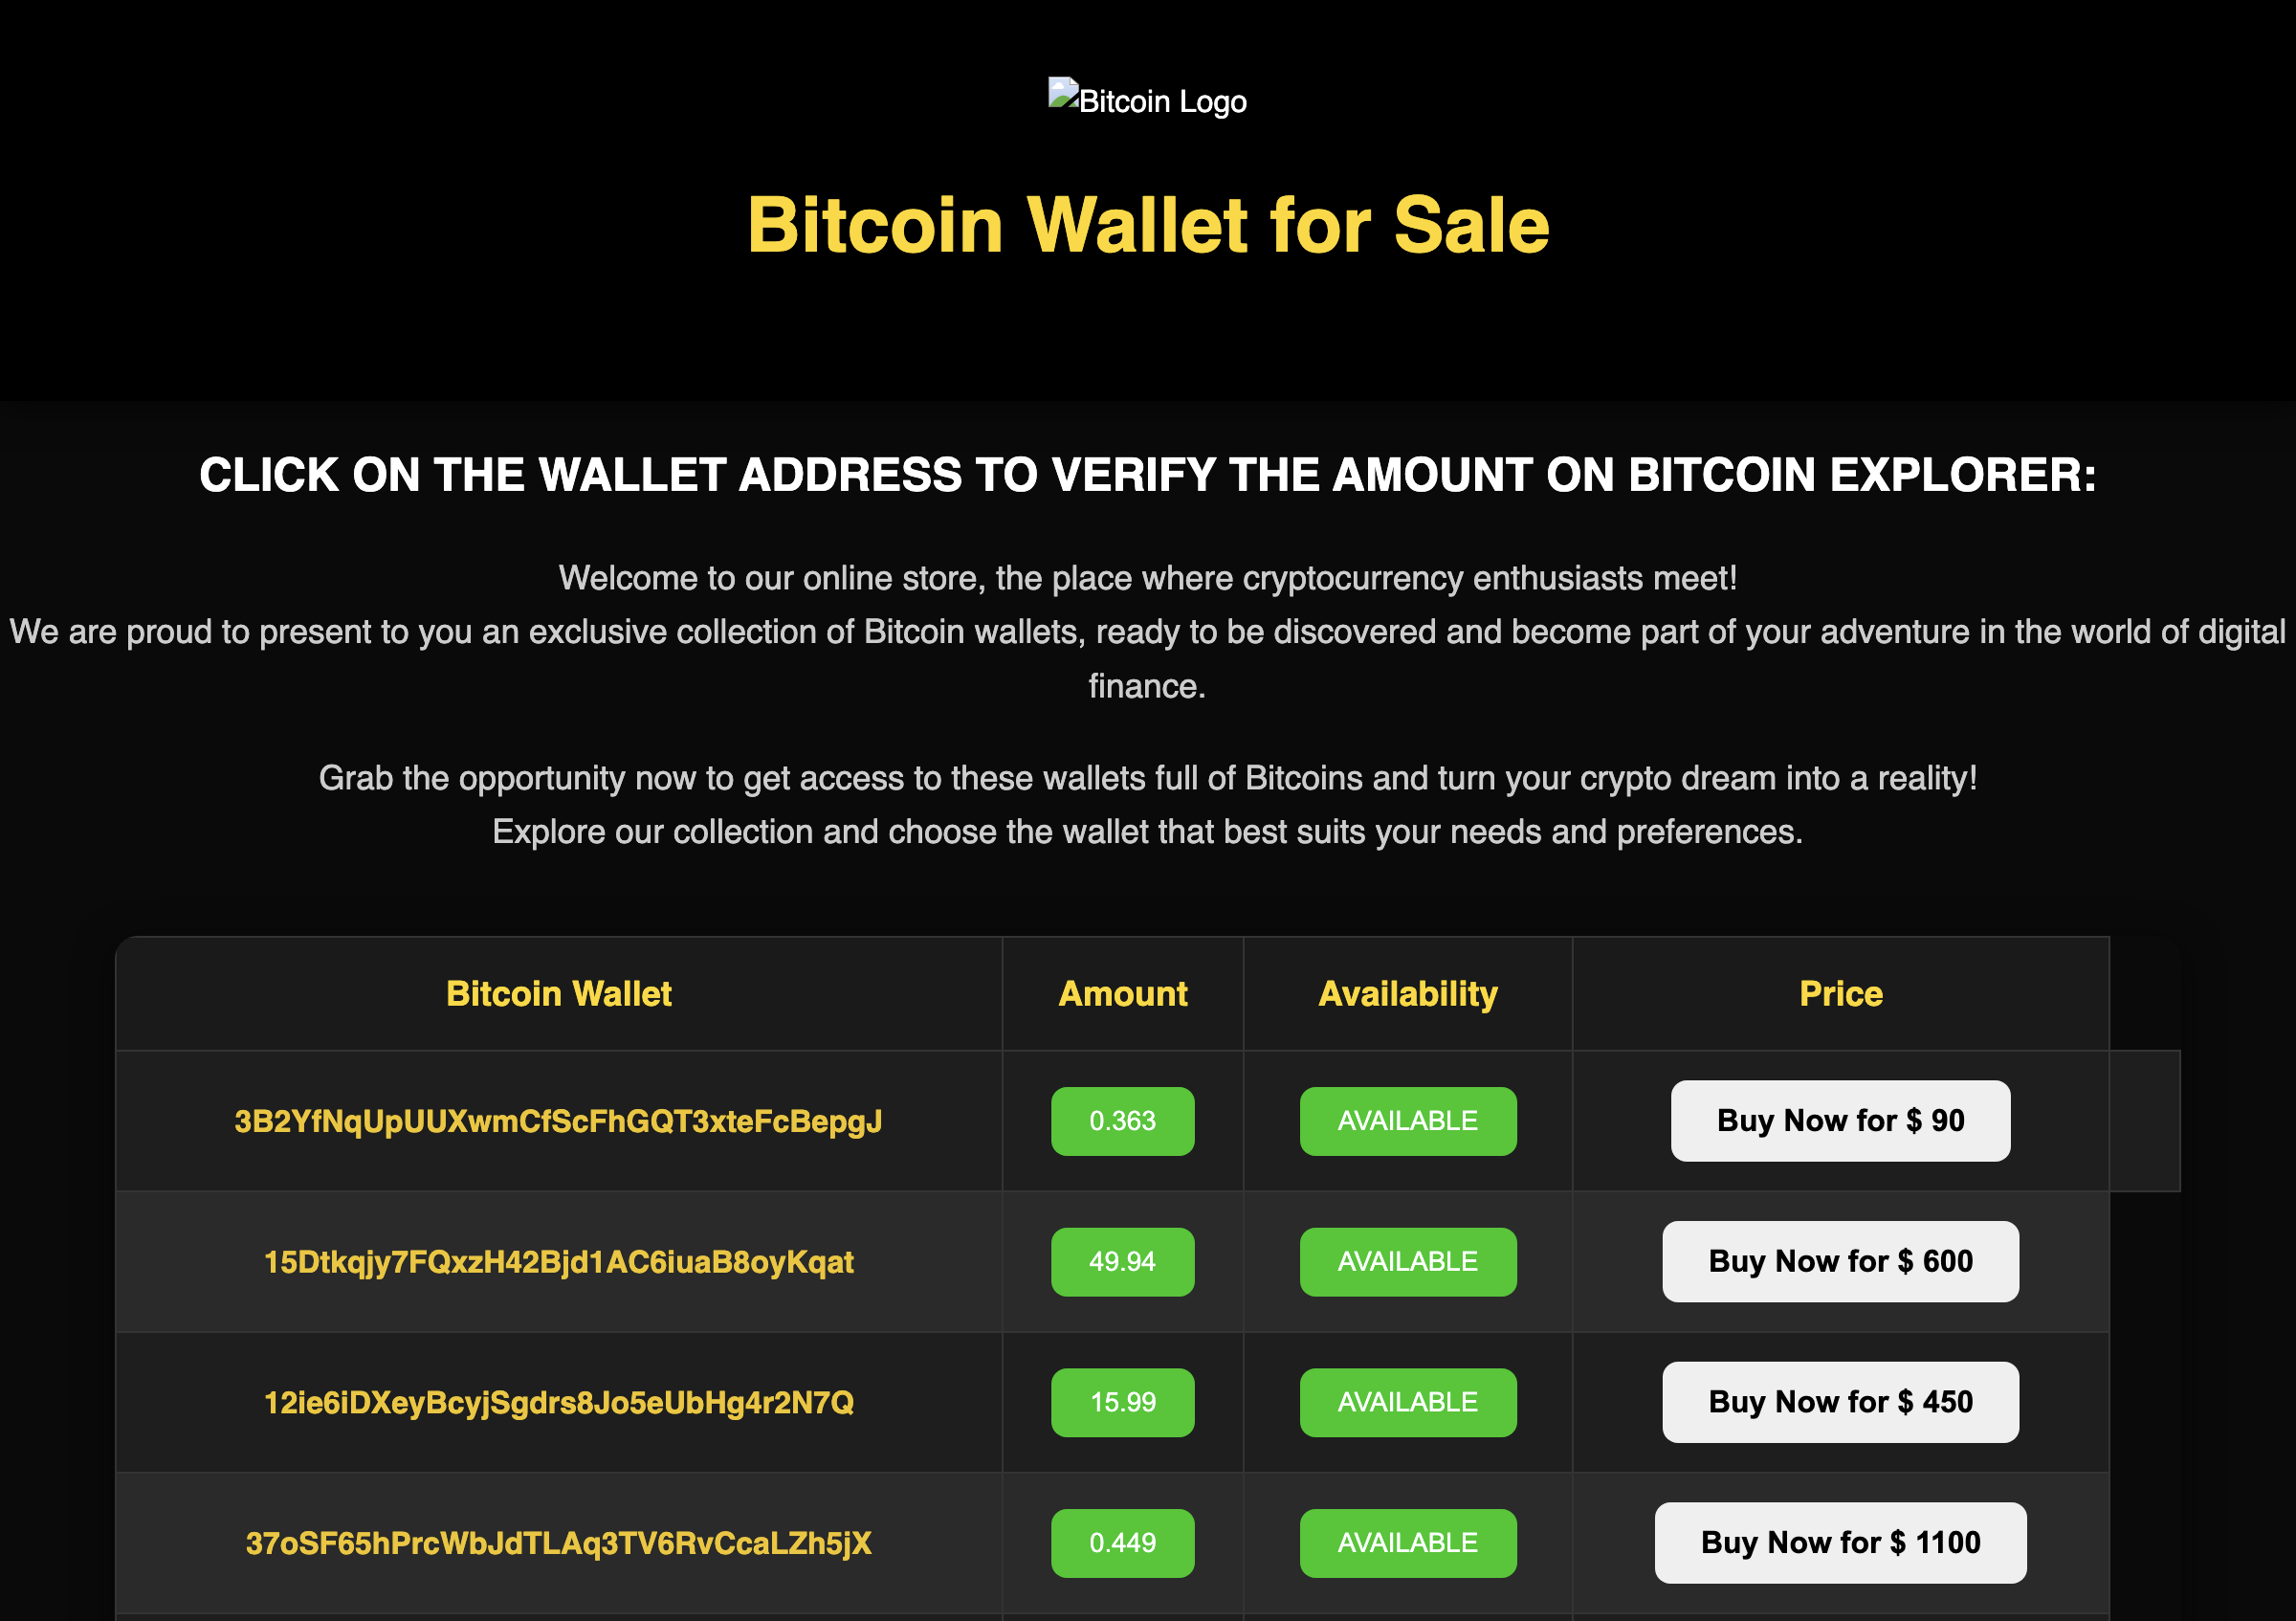 Bitcoin Logo
Bitcoin Wallet for Sale
CLICK ON THE WALLET ADDRESS TO VERIFY THE AMOUNT ON BITCOIN EXPLORER:
Welcome to our online store, the place where cryptocurrency enthusiasts meet!
We are proud to present to you an exclusive collection of Bitcoin wallets, ready to be discovered and become part of your adventure in the world of digital
finance.
Grab the opportunity now to get access to these wallets full of Bitcoins and turn your crypto dream into a reality!
Explore our collection and choose the wallet that best suits your needs and preferences.
Bitcoin Wallet Amount Availability Price
3B2YfNqUpUUXwmCfScFhGQT3xteFcBepgJ 0.363 AVAILABLE Buy Now for $ 90
15Dtkqjy7FQxzH42Bjd1AC6iuaB8oyKqat 49.94 AVAILABLE Buy Now for $ 600
12ie6iDXeyBcyjSgdrs8Jo5eUbHg4r2N7Q 15.99 AVAILABLE Buy Now for $ 450
37oSF65hPrcWbJdTLAq3TV6RvCcaLZh5jX 0.449 AVAILABLE Buy Now for $ 1100